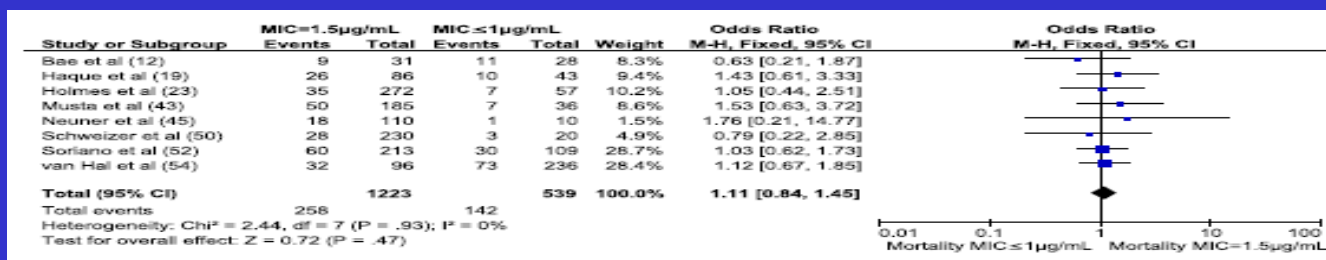 MIC=1.5µg/mL MIC≤1µg/mL Odds Ratio Odds Ratio
Study or Subgroup Events Total Events Total Weight M-H, Fixed, 95% CI M-H, Fixed, 95% CI
Bae et al (12) 9 31 11 28 8.3% 0.63 [0.21, 1.87]
Haque et al (19) 26 86 10 43 9.4% 1.43 [0.61, 3.33]
Holmes et al (23) 35 272 7 57 10.2% 1.05 [0.44, 2.51]
Musta et al (43) 50 185 7 36 8.6% 1.53 [0.63, 3.72]
Neuner et al (45) 18 110 1 10 1.5% 1.76 [0.21, 14.77]
Schweizer et al (50) 28 230 3 20 4.9% 0.79 [0.22, 2.85]
Soriano et al (52) 60 213 30 109 28.7% 1.03 [0.62, 1.73]
van Hal et al (54) 32 96 73 236 28.4% 1.12 [0.67, 1.85]
Total (95% CI) 1223 539 100.0% 1.11 [0.84, 1.45]
Total events 258 142
Heterogeneity: Chi² = 2.44, df = 7 (P = .93); I² = 0%
Test for overall effect: Z = 0.72 (P = .47)
0.01 0.1 1 10 100
Mortality MIC≤1µg/mL Mortality MIC=1.5µg/mL